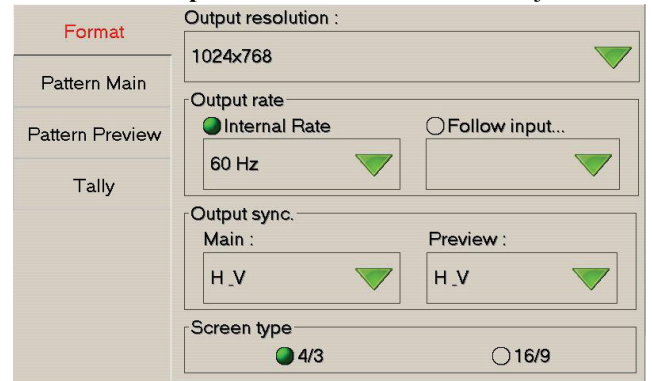 Format
Pattern Main
Pattern Preview
Tally
Output resolution :
1024x768
Output rate
Internal Rate
Follow input...
60 Hz
Output sync.
Main :
Preview :
H_V
H_V
Screen type
4/3
16/9